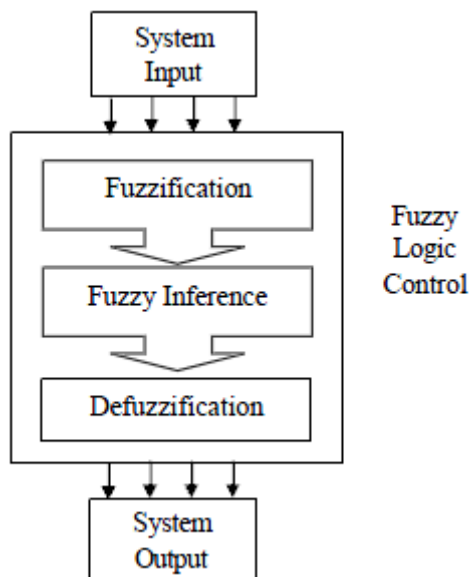 System
Input
Fuzzification
Fuzzy Inference
Defuzzification
Fuzzy
Logic
Control
System
Output